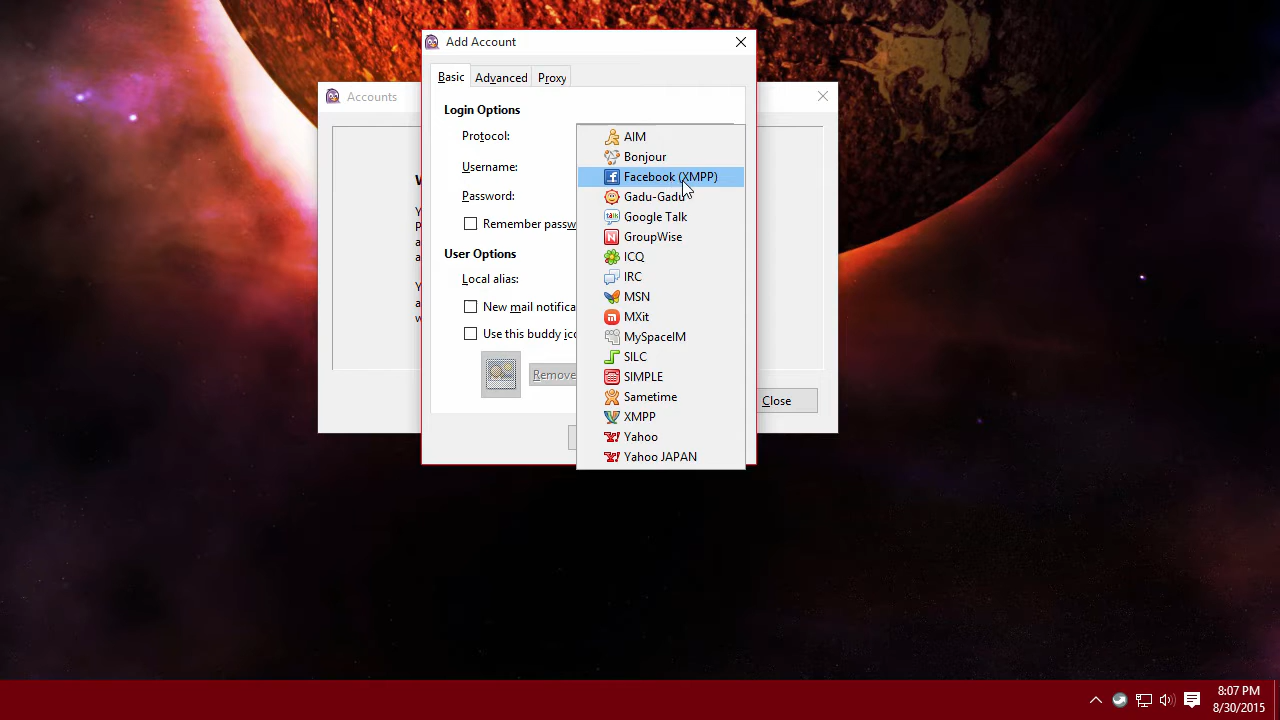 Add Account
Accounts
Basic
Advanced
Proxy
Login Options
Protocol:
Username:
Password:
Remember passw
User Options
Local alias:
New mail notifica
Use this buddy ico
Remove
AIM
Bonjour
Facebook (XMPP)
Gadu-Gadu
Google Talk
GroupWise
ICQ
IRC
MSN
MXit
MySpaceIM
SILC
SIMPLE
Sametime
XMPP
Yahoo
Yahoo JAPAN
Close
8:07 PM
8/30/2015